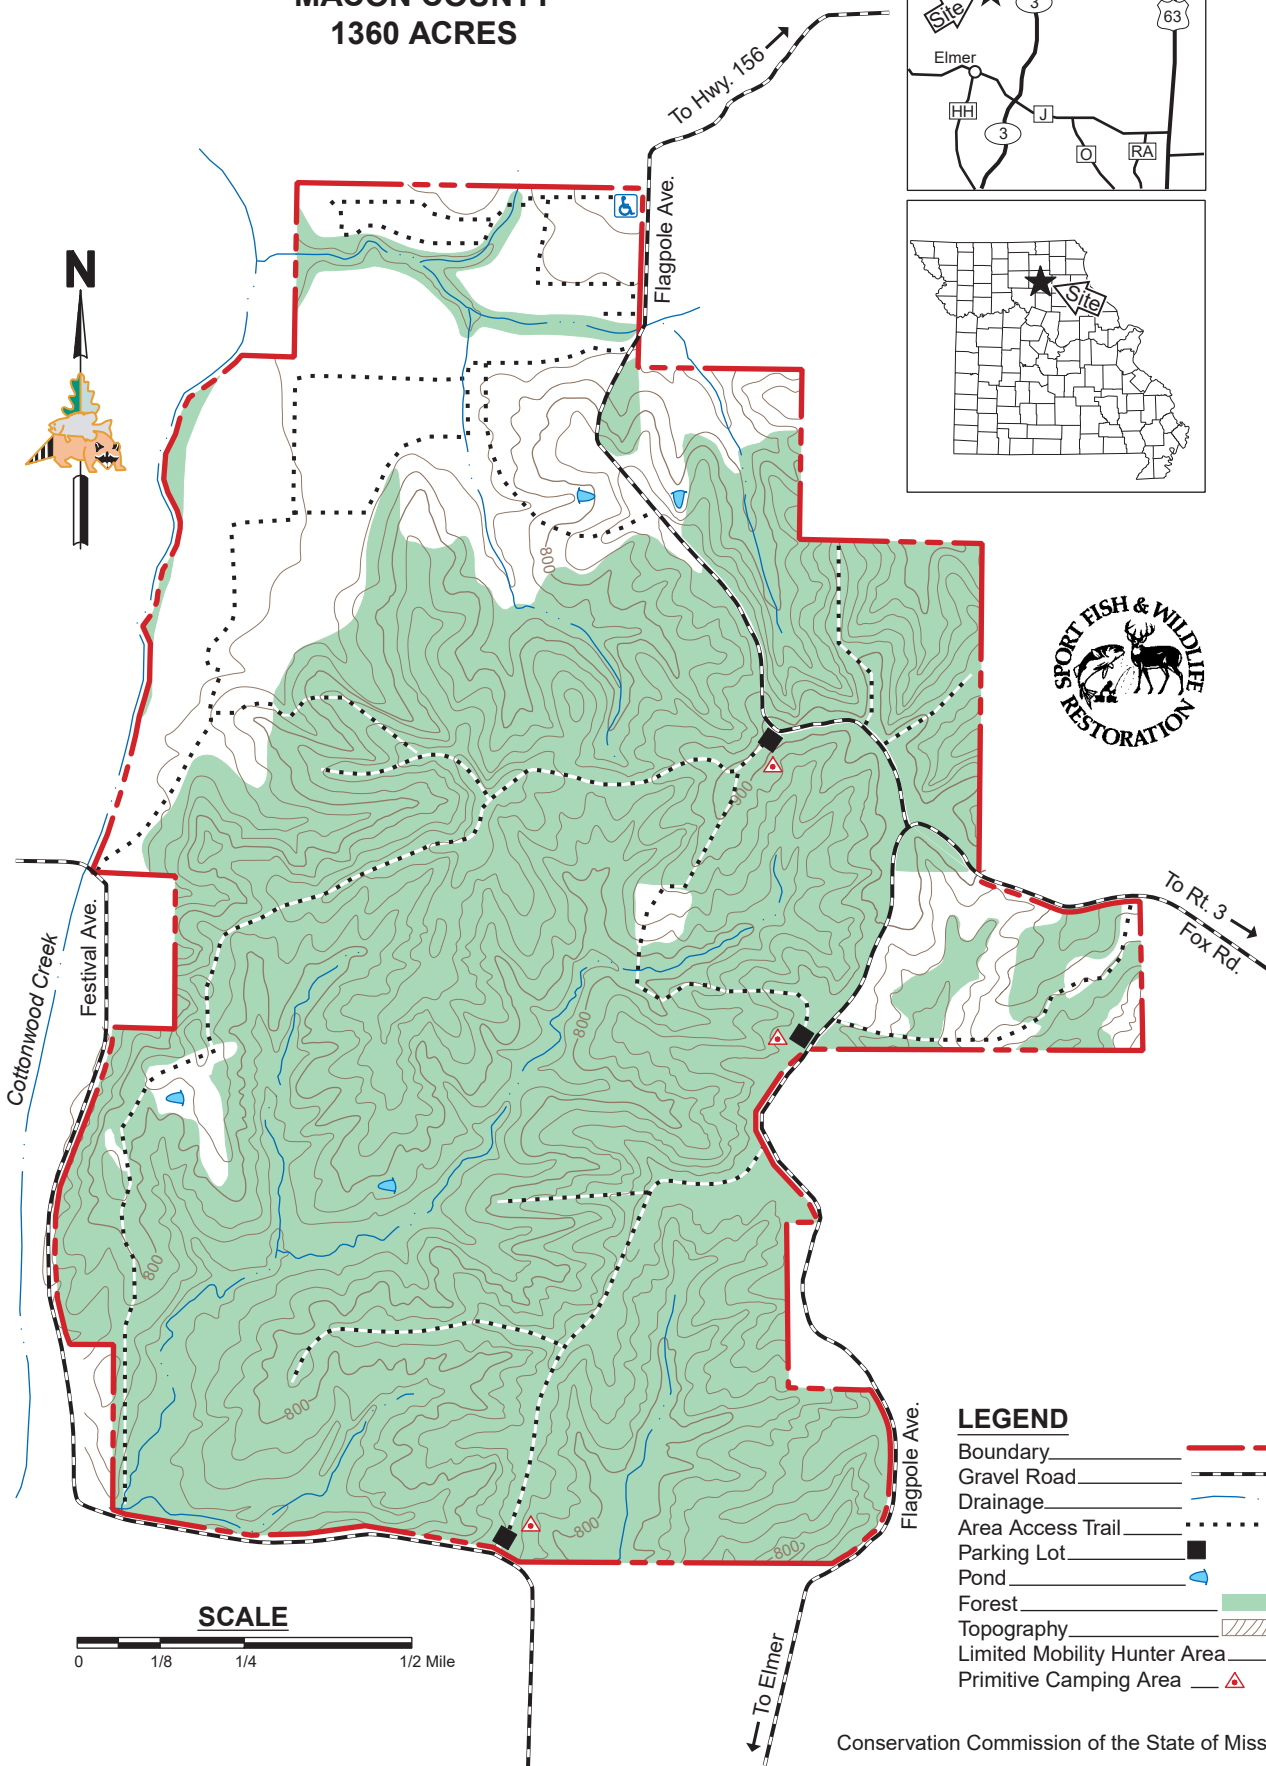 MACON COUNTY
1360 ACRES
To Hwy. 156
Site
3
63
Elmer
HH
J
3
O
RA
Flagpole Ave.
Site
N
800
SPORT FISH & WILDLIFE
RESTORATION
900
To Rt. 3
Fox Rd.
Festival Ave.
Cottonwood Creek
800
800
800
Flagpole Ave.
800
800
To Elmer
SCALE
0 1/8 1/4 1/2 Mile
LEGEND
Boundary
Gravel Road
Drainage
Area Access Trail
Parking Lot
Pond
Forest
Topography
Limited Mobility Hunter Area
Primitive Camping Area
Conservation Commission of the State of Miss